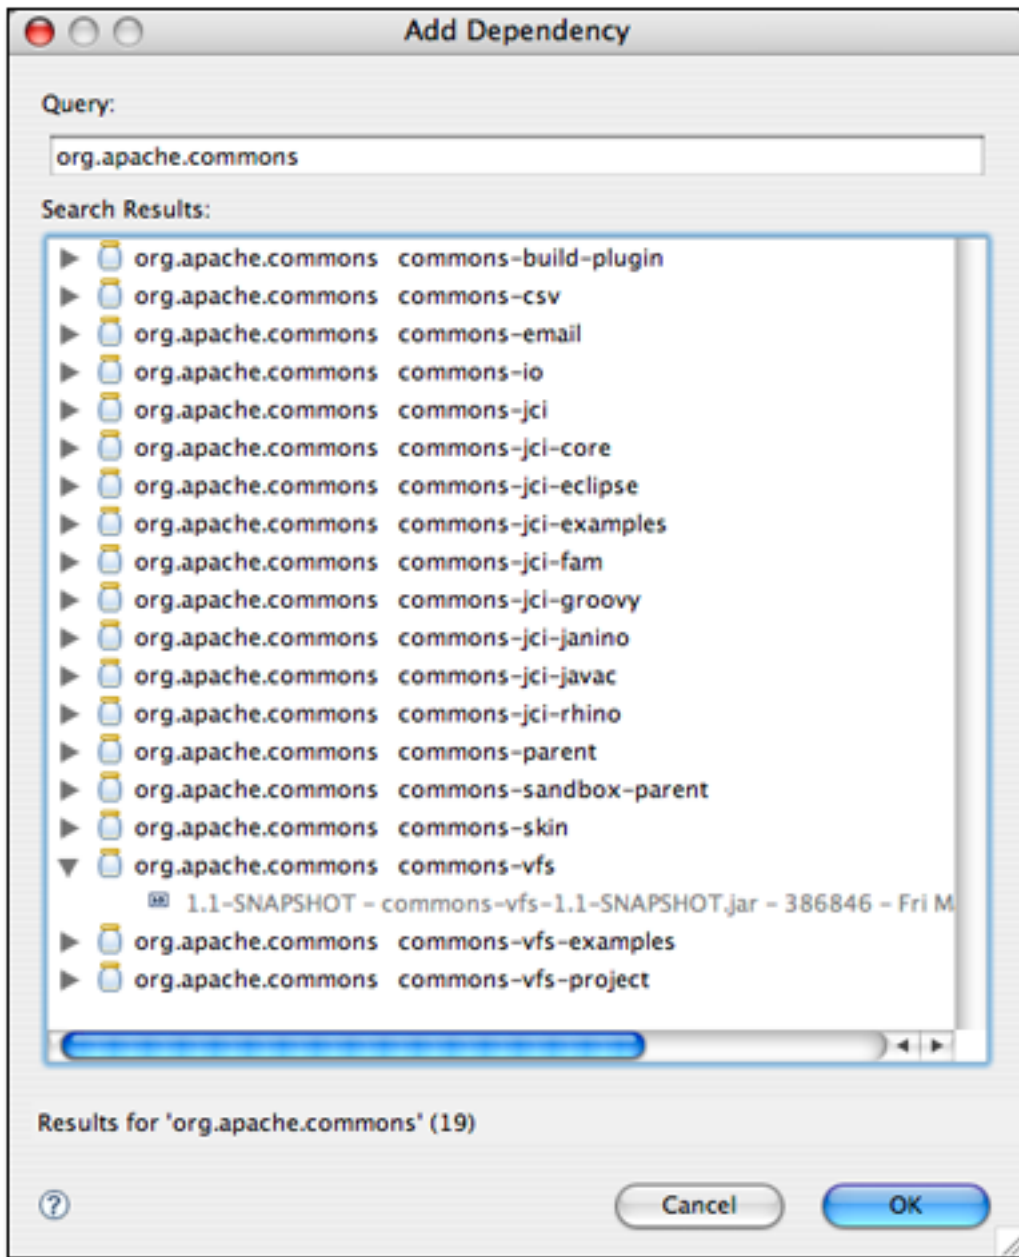 Add Dependency
Query:
org.apache.commons
Search Results:
org.apache.commons commons-build-plugin
org.apache.commons commons-csv
org.apache.commons commons-email
org.apache.commons commons-io
org.apache.commons commons-jci
org.apache.commons commons-jci-core
org.apache.commons commons-jci-eclipse
org.apache.commons commons-jci-examples
org.apache.commons commons-jci-fam
org.apache.commons commons-jci-groovy
org.apache.commons commons-jci-janino
org.apache.commons commons-jci-javac
org.apache.commons commons-jci-rhino
org.apache.commons commons-parent
org.apache.commons commons-sandbox-parent
org.apache.commons commons-skin
org.apache.commons commons-vfs
1.1-SNAPSHOT - commons-vfs-1.1-SNAPSHOT.jar - 386846 - Fri M
org.apache.commons commons-vfs-examples
org.apache.commons commons-vfs-project
Results for 'org.apache.commons' (19)
? Cancel OK